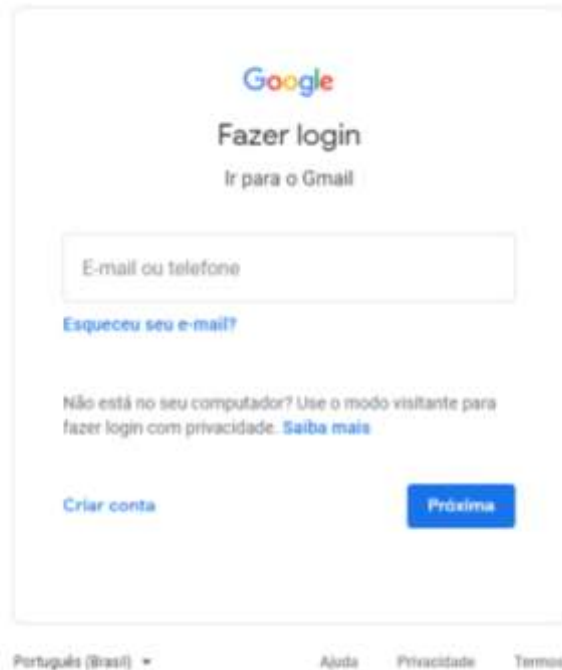 Google
Fazer login
Ir para o Gmail
E-mail ou telefone
Esqueceu seu e-mail?
Não está no seu computador? Use o modo visitante para
fazer login com privacidade. Saiba mais
Criar conta
Próxima
Português (Brasil)
Ajuda
Privacidade
Termos